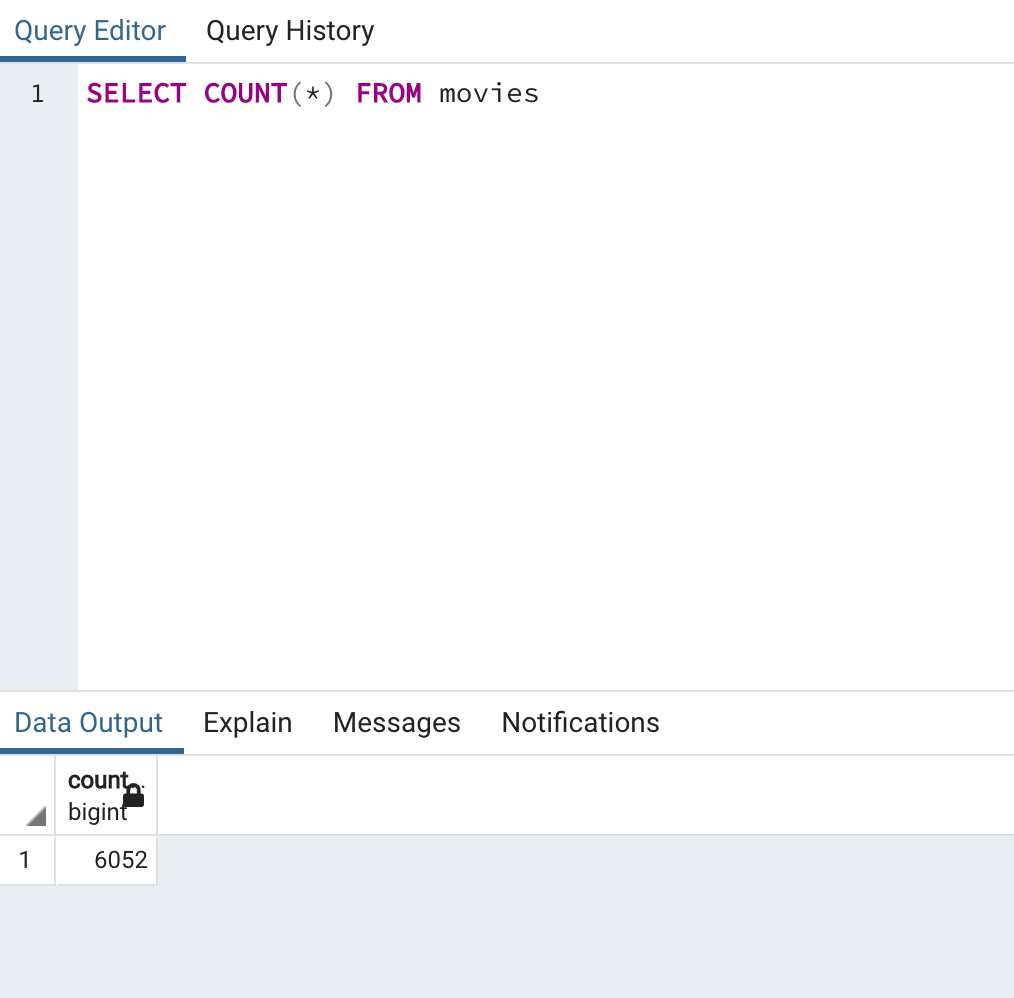 Query Editor Query History
1 SELECT COUNT(*) FROM movies
Data Output Explain Messages Notifications
count
bigint
1 6052